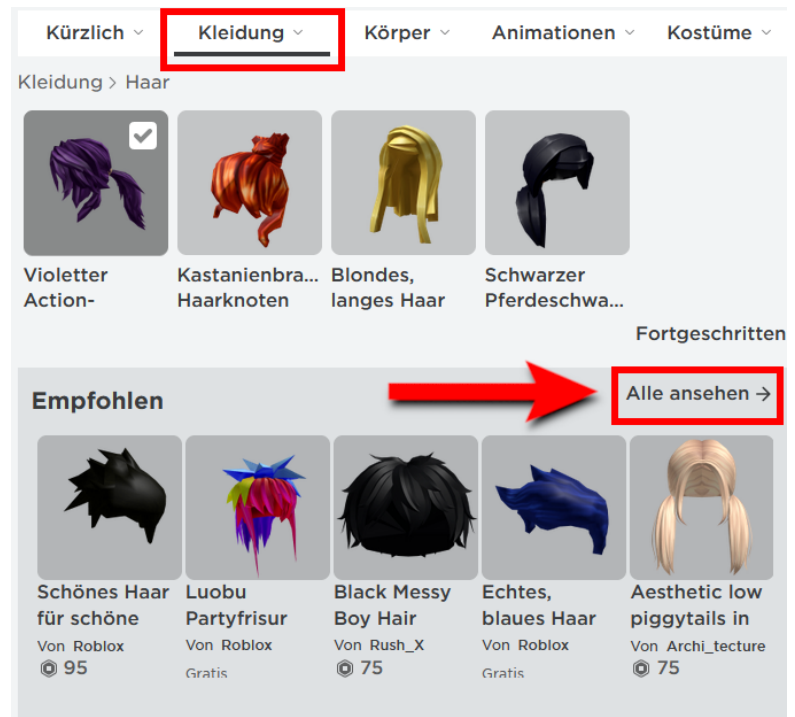 Kürzlich Kleidung Körper Animationen Kostüme
Kleidung > Haar
Violetter Action-
Kastanienbra... Haarknoten
Blondes, langes Haar
Schwarzer Pferdeschwa...
Fortgeschritten
Empfohlen
Alle ansehen →
Schönes Haar für schöne
Von Roblox
95
Luobu Partyfrisur
Von Roblox
Gratis
Black Messy Boy Hair
Von Rush_X
75
Echtes, blaues Haar
Von Roblox
Gratis
Aesthetic low piggytails in
Von Archi_tecture
75